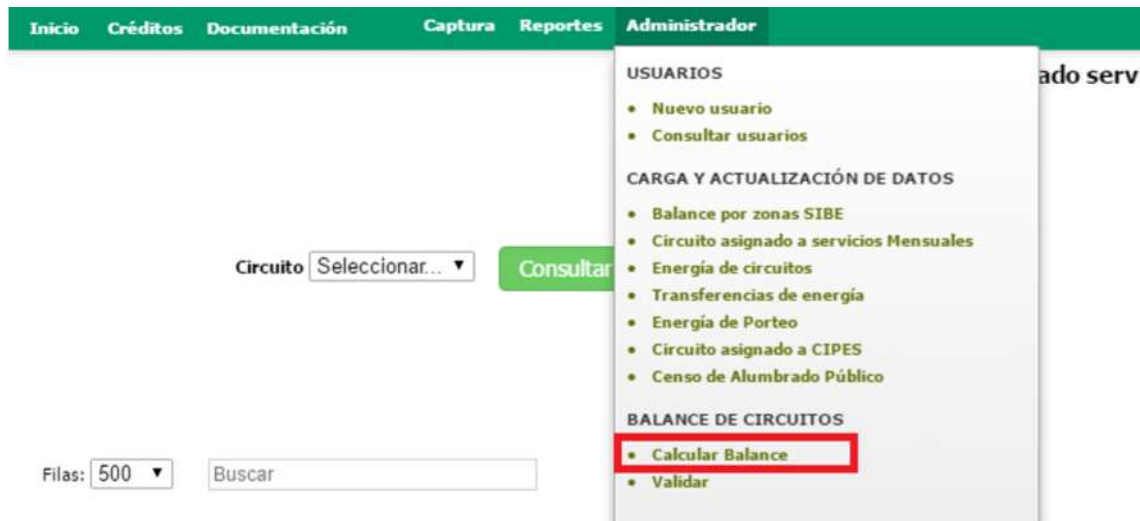 Inicio Créditos Documentación Captura Reportes Administrador
ado serv
USUARIOS
• Nuevo usuario
• Consultar usuarios
CARGA Y ACTUALIZACIÓN DE DATOS
• Balance por zonas SIBE
• Circuito asignado a servicios Mensuales
• Energía de circuitos
• Transferencias de energía
• Energía de Porteo
• Circuito asignado a CIPES
• Censo de Alumbrado Público
BALANCE DE CIRCUITOS
• Calcular Balance
• Validar
Circuito Seleccionar... Consultar
Filas: 500 Buscar